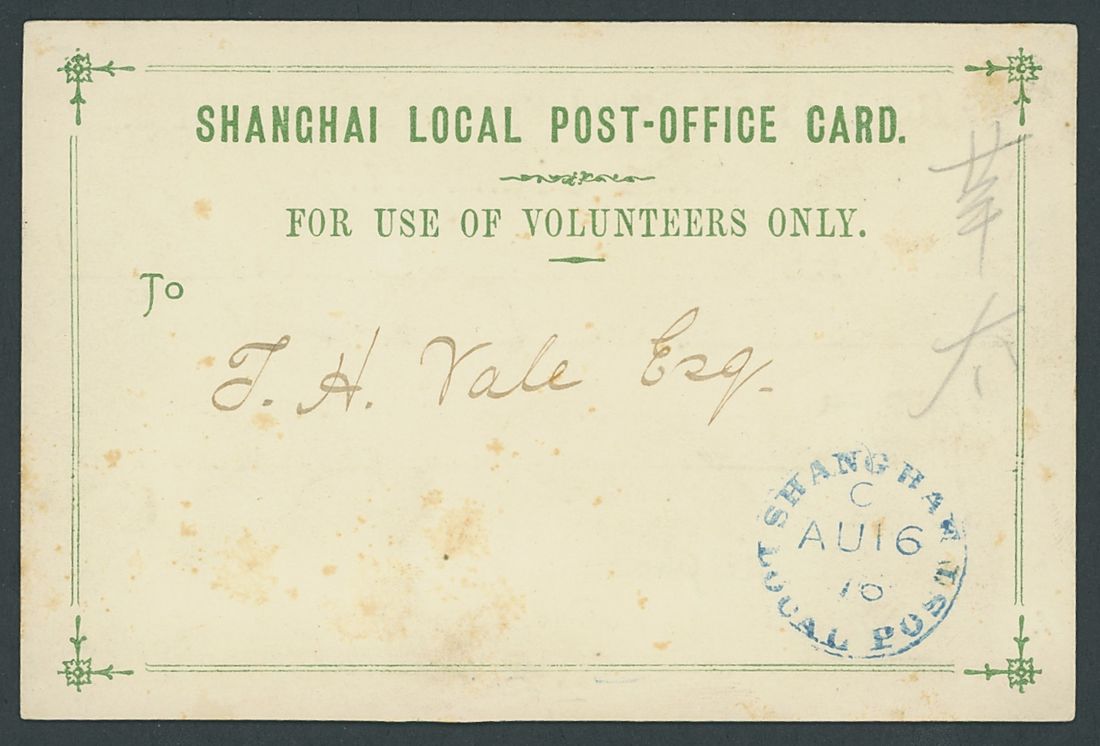 SHANGHAI LOCAL POST-OFFICE CARD.
FOR USE OF VOLUNTEERS ONLY.
To
T. H. Vale Esq.
SHANGHAI LOCAL POST
C
AU16